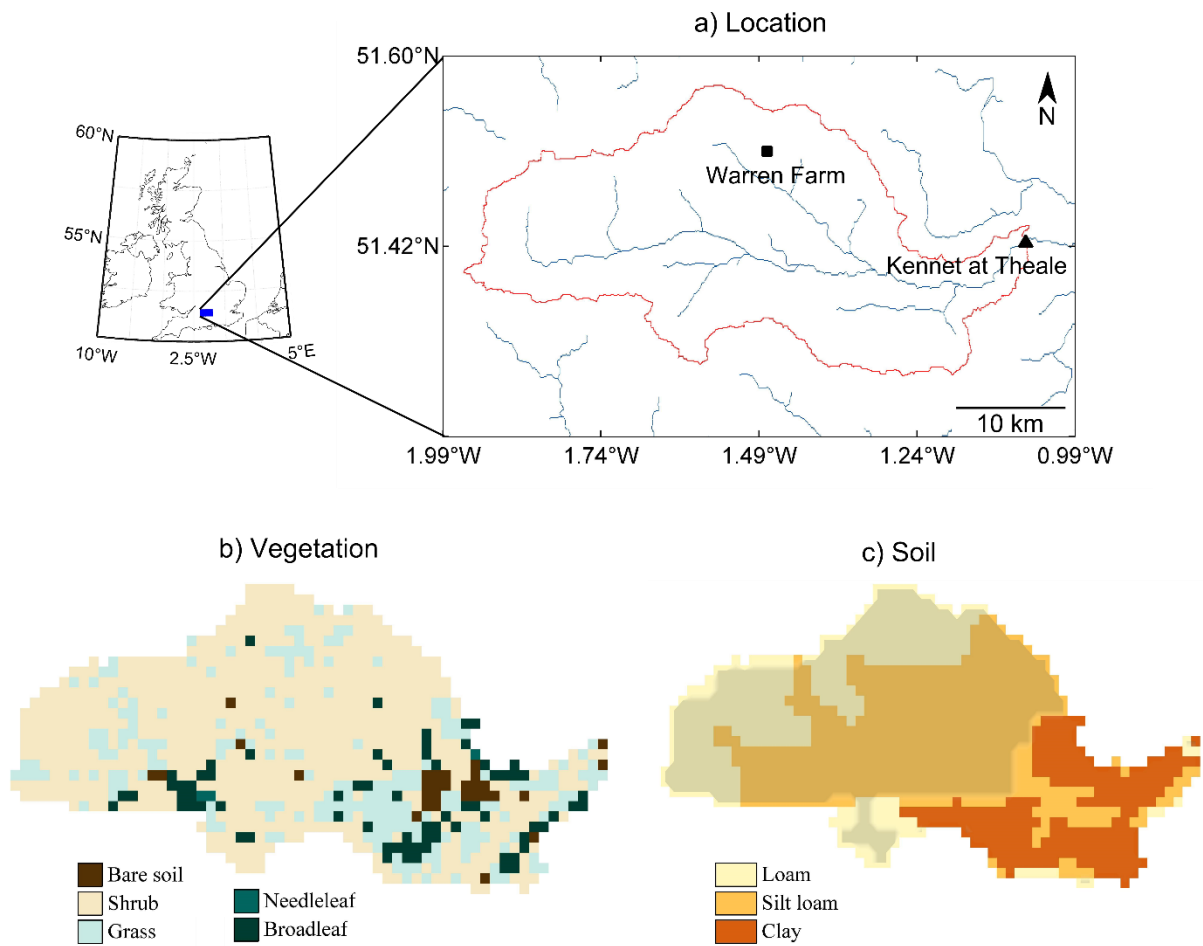 a) Location
51.60°N
51.42°N
N
Warren Farm
Kennet at Theale
10 km
1.99°W 1.74°W 1.49°W 1.24°W 0.99°W
60°N
55°N
10°W 2.5°W 5°E
b) Vegetation
Bare soil
Shrub
Grass
Needleleaf
Broadleaf
c) Soil
Loam
Silt loam
Clay